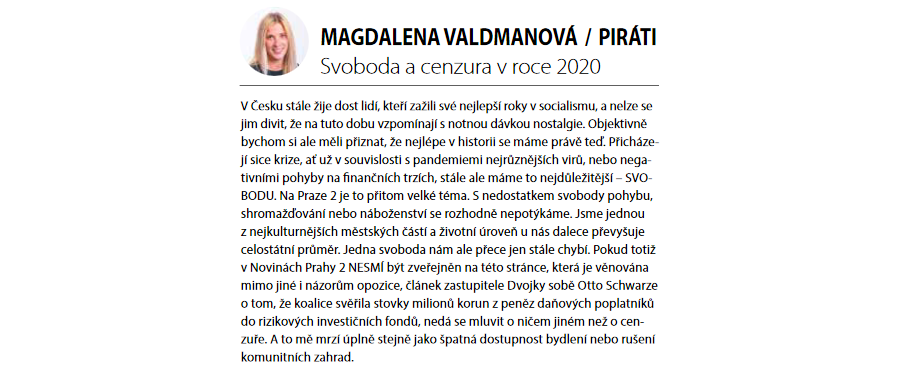 MAGDALENA VALDMANOVÁ / PIRÁTI
Svoboda a cenzura v roce 2020
V Česku stále žije dost lidí, kteří zažili své nejlepší roky v socialismu, a nelze se
jim divit, že na tuto dobu vzpomínají s notnou dávkou nostalgie. Objektivně
bychom si ale měli přiznat, že nejlépe v historii se máme právě teď. Přicháze-
jí sice krize, ať už v souvislosti s pandemiemi nejrůznějších virů, nebo nega-
tivními pohyby na finančních trzích, stále ale máme to nejdůležitější – SVO-
BODU. Na Praze 2 je to přitom velké téma. S nedostatkem svobody pohybu,
shromažďování nebo náboženství se rozhodně nepotýkáme. Jsme jednou
z nejkulturnějších městských částí a životní úroveň u nás dalece převyšuje
celostátní průměr. Jedna svoboda nám ale přece jen stále chybí. Pokud totiž
v Novinách Prahy 2 NESMÍ být zveřejněn na této stránce, která je věnována
mimo jiné i názorům opozice, článek zastupitele Dvojky sobě Otto Schwarze
o tom, že koalice svěřila stovky milionů korun z peněz daňových poplatníků
do rizikových investičních fondů, nedá se mluvit o ničem jiném než o cen-
zuře. A to mě mrzí úplně stejně jako špatná dostupnost bydlení nebo rušení
komunitních zahrad.